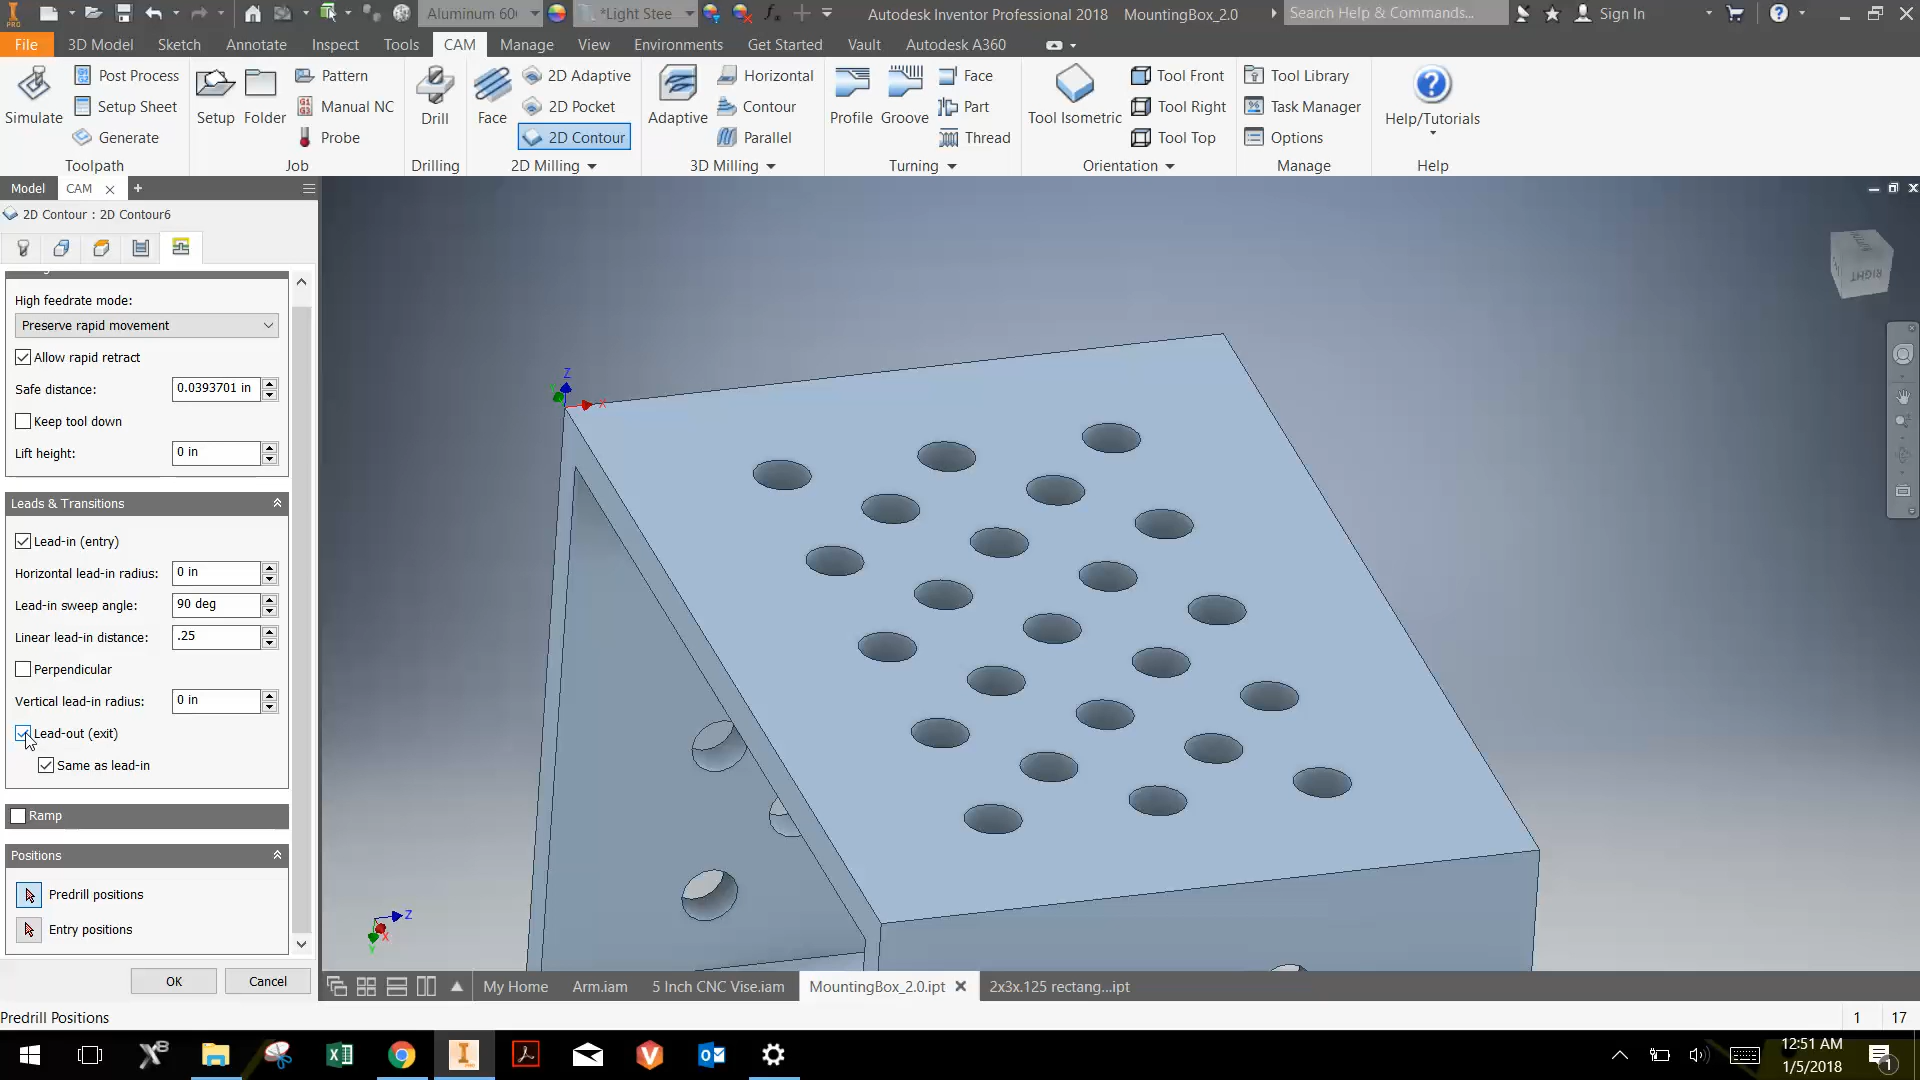 PRO
Aluminum 60
*Light Stee
Autodesk Inventor Professional 2018   MountingBox_2.0
Search Help & Commands...
Sign In
File
3D Model
Sketch
Annotate
Inspect
Tools
CAM
Manage
View
Environments
Get Started
Vault
Autodesk A360
Simulate
Post Process
Setup Sheet
Generate
Toolpath
Setup
Folder
Pattern
Manual NC
Probe
Job
Drill
Drilling
Face
2D Adaptive
2D Pocket
2D Contour
2D Milling
Adaptive
Horizontal
Contour
Parallel
3D Milling
Profile
Groove
Face
Part
Thread
Turning
Tool Isometric
Tool Front
Tool Right
Tool Top
Orientation
Tool Library
Task Manager
Options
Manage
Help/Tutorials
Help
Model
CAM
2D Contour : 2D Contour6
High feedrate mode:
Preserve rapid movement
Allow rapid retract
Safe distance: 0.0393701 in
Keep tool down
Lift height: 0 in
Leads & Transitions
Lead-in (entry)
Horizontal lead-in radius: 0 in
Lead-in sweep angle: 90 deg
Linear lead-in distance: .25
Perpendicular
Vertical lead-in radius: 0 in
Lead-out (exit)
Same as lead-in
Ramp
Positions
Predrill positions
Entry positions
OK
Cancel
Z
X
RIGHT
Z
X
Y
My Home
Arm.iam
5 Inch CNC Vise.iam
MountingBox_2.0.ipt
2x3x.125 rectang...ipt
Predrill Positions
1
17
12:51 AM
1/5/2018
1